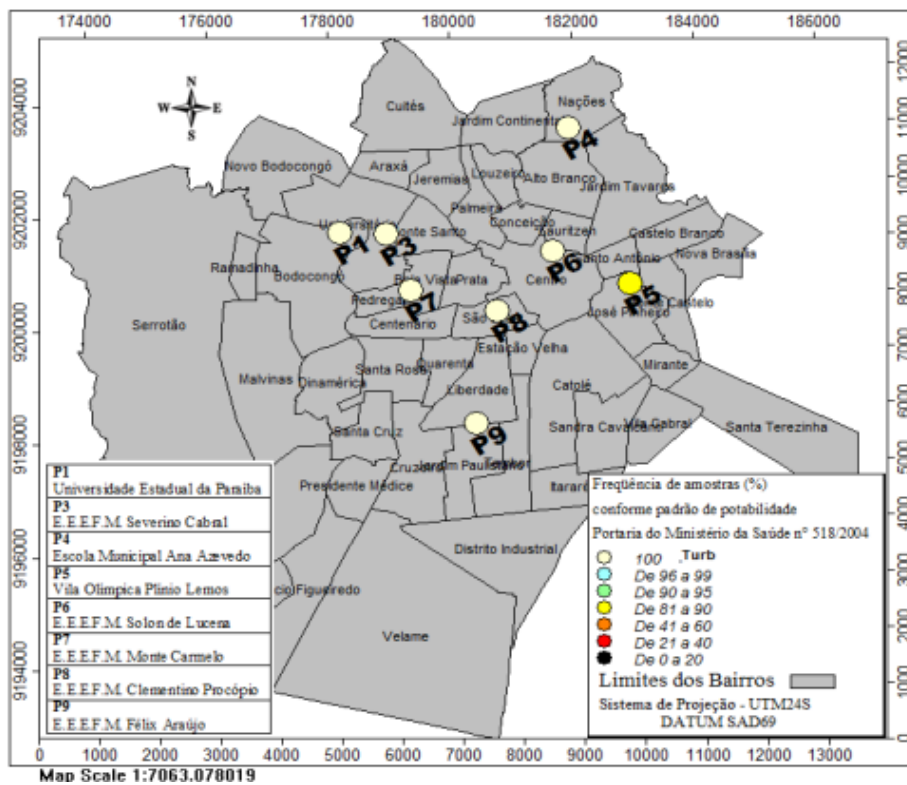 174000 176000 178000 180000 182000 184000 186000
N
W E
S
9204000
9202000
9200000
9198000
9196000
9194000
12000
11000
10000
9000
8000
7000
6000
5000
4000
3000
2000
1000
0
Cuités
Nações
Jardim Continental
P4
Novo Bodocongó
Araxá
Jeremias
Louzeiro
Alto Branco
Jardim Tavares
Palmeira
Conceição
Lauritzen
Castelo Branco
Nova Brasília
P1
P3
Monte Santo
P6
Santo Antônio
Centro
Ramadinha
Bodocongó
Bela Vista
Prata
P7
Pedregal
P5
Castelo
José Pinheiro
Serrotão
Centenário
São
P8
Estação Velha
Mirante
Malvinas
Dinamérica
Santa Rosa
Quarenta
Liberdade
Catolé
P9
Santa Cruz
Sandra Cavalcante
Vila Cabral
Santa Terezinha
Cruzeiro
Jardim Paulistano
Presidente Médice
Itararé
Distrito Industrial
cio Figueiredo
Velame
P1
Universidade Estadual da Paraiba
P3
E.E.E.F.M. Severino Cabral
P4
Escola Municipal Ana Azevedo
P5
Vila Olimpica Plinio Lemos
P6
E.E.E.F.M. Solon de Lucena
P7
E.E.E.F.M. Monte Carmelo
P8
E.E.E.F.M. Clementino Procópio
P9
E.E.E.F.M. Félix Araújo
Freqüência de amostras (%)
conforme padrão de potabilidade
Portaria do Ministério da Saúde nº 518/2004
100 .Turb
De 96 a 99
De 90 a 95
De 81 a 90
De 41 a 60
De 21 a 40
De 0 a 20
Limites dos Bairros
Sistema de Projeção - UTM24S
DATUM SAD69
0 1000 2000 3000 4000 5000 6000 7000 8000 9000 10000 11000 12000 13000
Map Scale 1:7063.078019